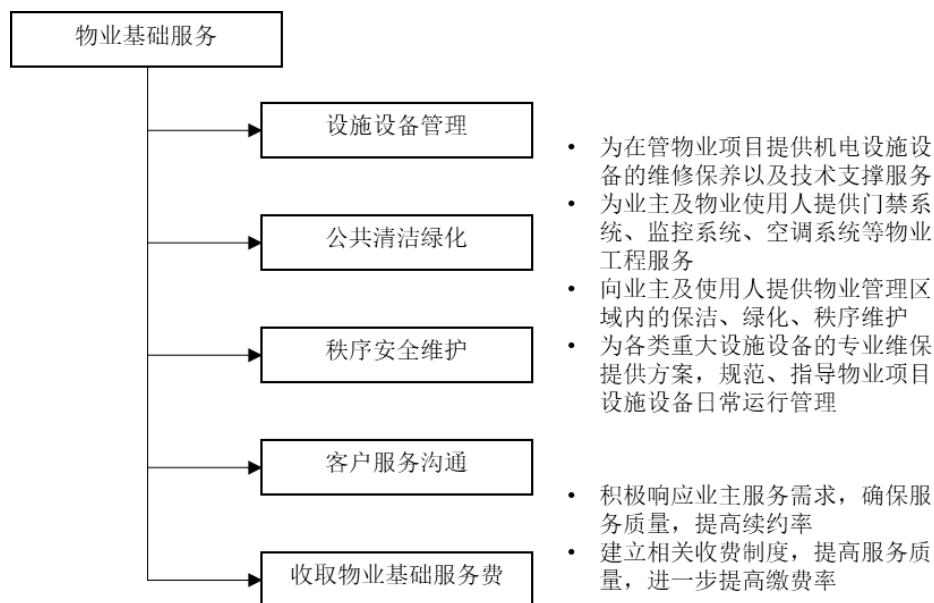 物业基础服务
设施设备管理
公共清洁绿化
秩序安全维护
客户服务沟通
收取物业基础服务费
• 为在管物业项目提供机电设施设
备的维修保养以及技术支撑服务
• 为业主及物业使用人提供门禁系
统、监控系统、空调系统等物业
工程服务
• 向业主及使用人提供物业管理区
域内的保洁、绿化、秩序维护
• 为各类重大设施设备的专业维保
提供方案，规范、指导物业项目
设施设备日常运行管理
• 积极响应业主服务需求，确保服
务质量，提高续约率
• 建立相关收费制度，提高服务质
量，进一步提高缴费率